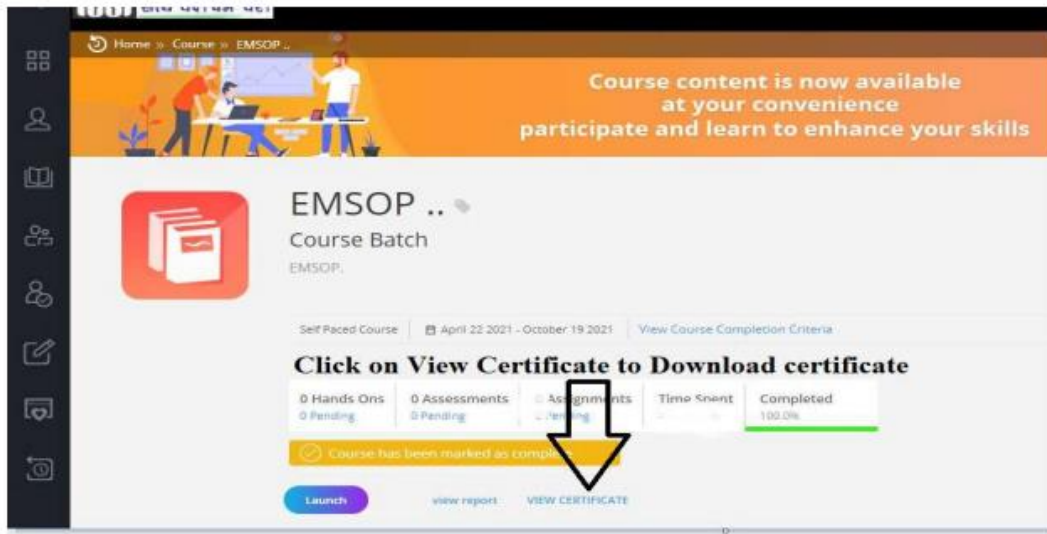 Home » Course » EMSOP ..
Course content is now available
at your convenience
participate and learn to enhance your skills
EMSOP ..
Course Batch
EMSOP.
Self Paced Course April 22 2021 - October 19 2021 View Course Completion Criteria
Click on View Certificate to Download certificate
0 Hands Ons 0 Assessments Assignments Time Spent Completed
0 Pending 0 Pending 100.0%
Course has been marked as complete
Launch view report VIEW CERTIFICATE